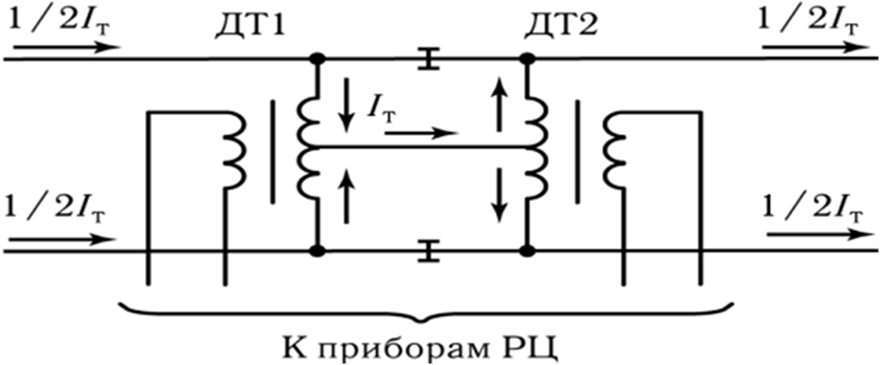 1/2Iт ДТ1 ДТ2 1/2Iт
Iт
1/2Iт 1/2Iт
К приборам РЦ